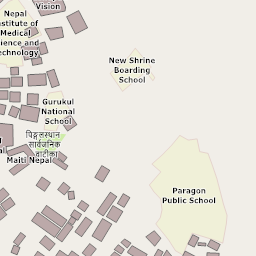 Vision
Nepal
Institute of
Medical
Science and
Technology
New Shrine
Boarding
School
Gurukul
National
School
पिङ्गलस्थान
सार्वजनिक
वाटीका
Maiti Nepal
Paragon
Public School